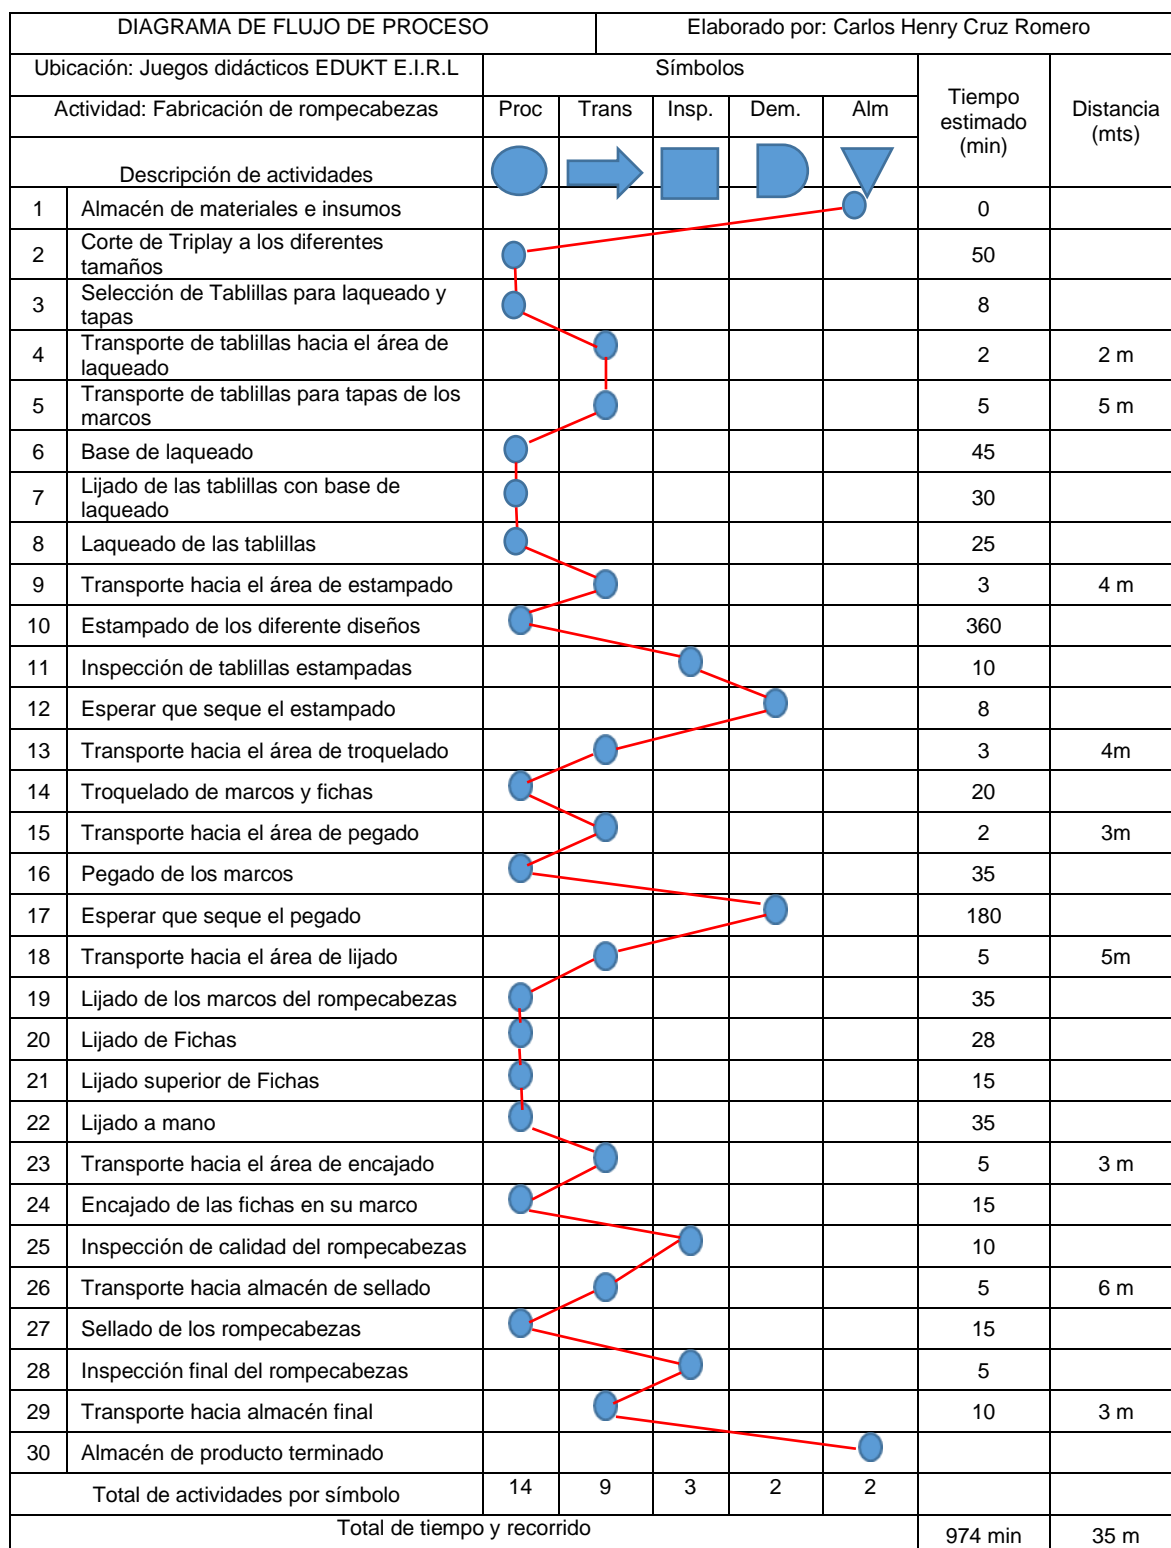 DIAGRAMA DE FLUJO DE PROCESO Elaborado por: Carlos Henry Cruz Romero
Ubicación: Juegos didácticos EDUKT E.I.R.L Símbolos Tiempo estimado (min) Distancia (mts)
Actividad: Fabricación de rompecabezas Proc Trans Insp. Dem. Alm
Descripción de actividades
1 Almacén de materiales e insumos 0
2 Corte de Triplay a los diferentes
tamaños 50
3 Selección de Tablillas para laqueado y
tapas 8
4 Transporte de tablillas hacia el área de
laqueado 2 2 m
5 Transporte de tablillas para tapas de los
marcos 5 5 m
6 Base de laqueado 45
7 Lijado de las tablillas con base de
laqueado 30
8 Laqueado de las tablillas 25
9 Transporte hacia el área de estampado 3 4 m
10 Estampado de los diferente diseños 360
11 Inspección de tablillas estampadas 10
12 Esperar que seque el estampado 8
13 Transporte hacia el área de troquelado 3 4m
14 Troquelado de marcos y fichas 20
15 Transporte hacia el área de pegado 2 3m
16 Pegado de los marcos 35
17 Esperar que seque el pegado 180
18 Transporte hacia el área de lijado 5 5m
19 Lijado de los marcos del rompecabezas 35
20 Lijado de Fichas 28
21 Lijado superior de Fichas 15
22 Lijado a mano 35
23 Transporte hacia el área de encajado 5 3 m
24 Encajado de las fichas en su marco 15
25 Inspección de calidad del rompecabezas 10
26 Transporte hacia almacén de sellado 5 6 m
27 Sellado de los rompecabezas 15
28 Inspección final del rompecabezas 5
29 Transporte hacia almacén final 10 3 m
30 Almacén de producto terminado
Total de actividades por símbolo 14 9 3 2 2
Total de tiempo y recorrido 974 min 35 m